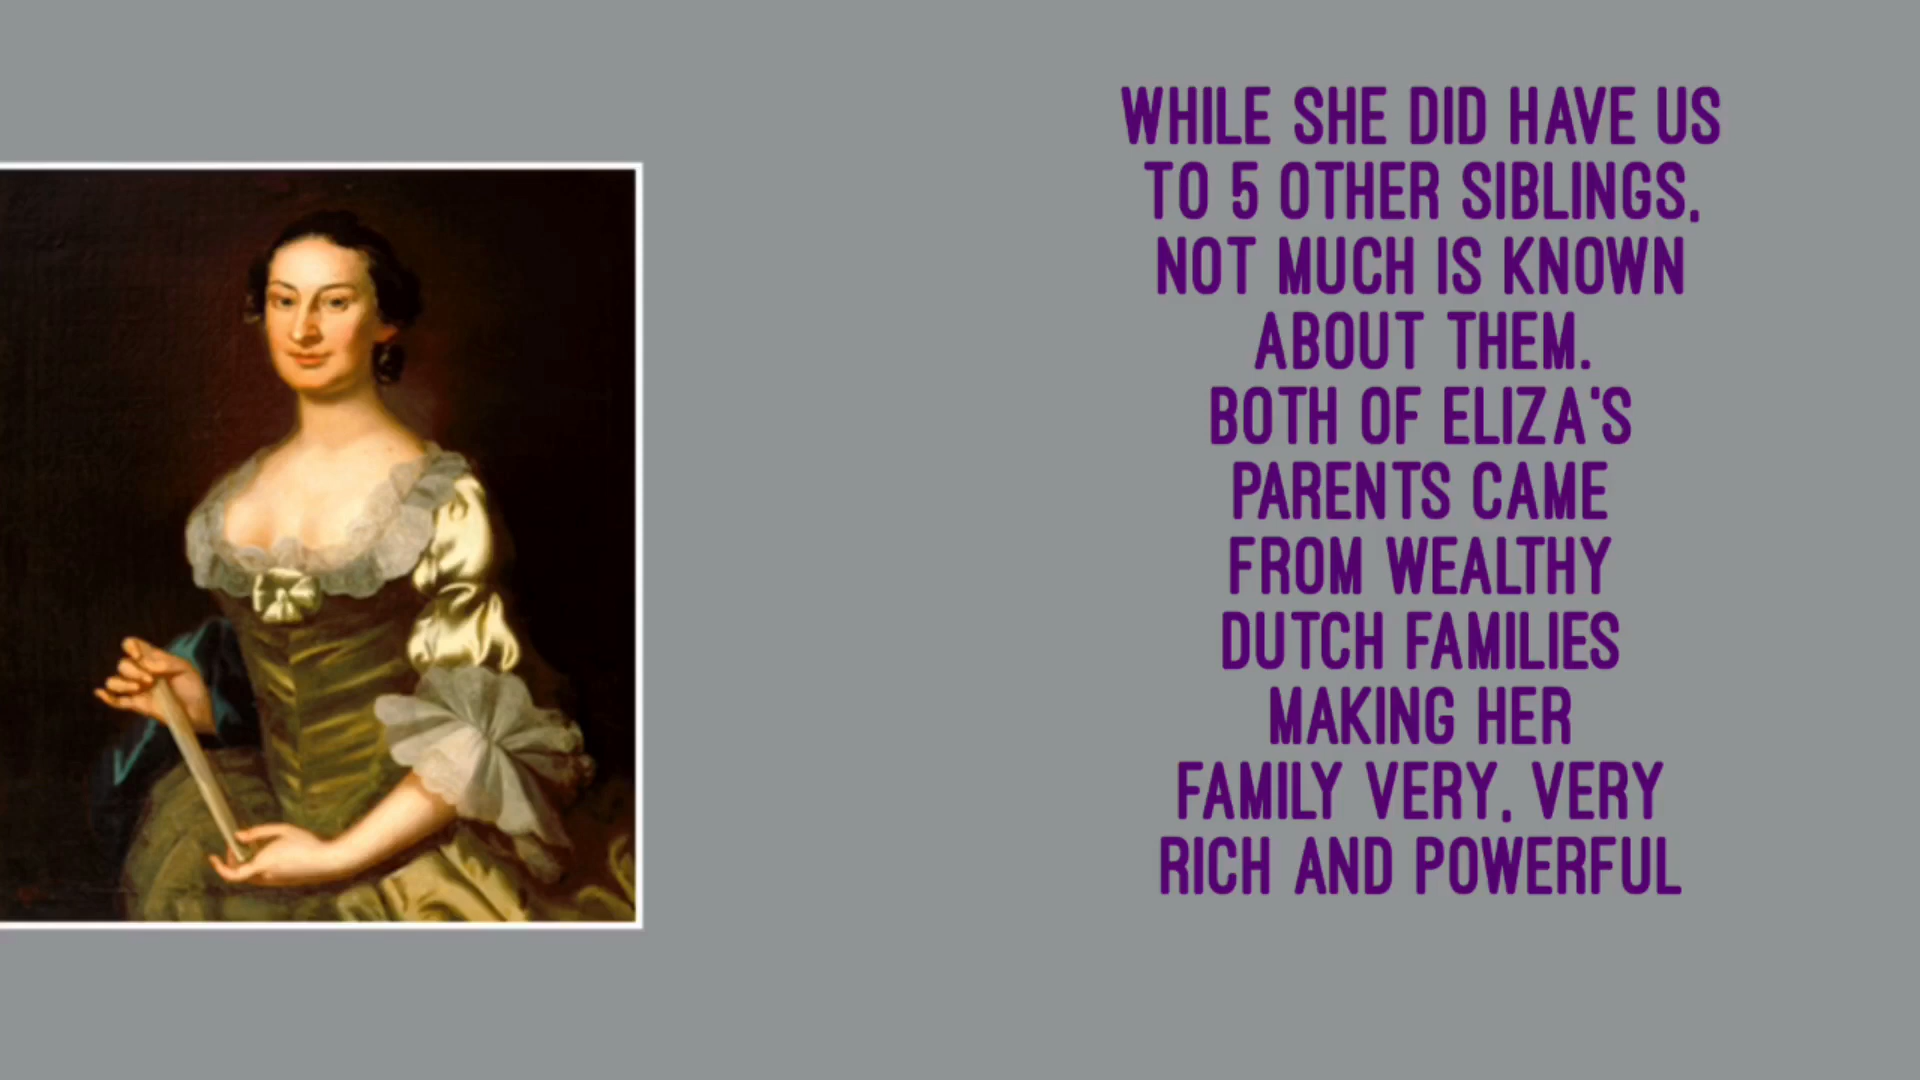 WHILE SHE DID HAVE US
TO 5 OTHER SIBLINGS,
NOT MUCH IS KNOWN
ABOUT THEM.
BOTH OF ELIZA'S
PARENTS CAME
FROM WEALTHY
DUTCH FAMILIES
MAKING HER
FAMILY VERY, VERY
RICH AND POWERFUL